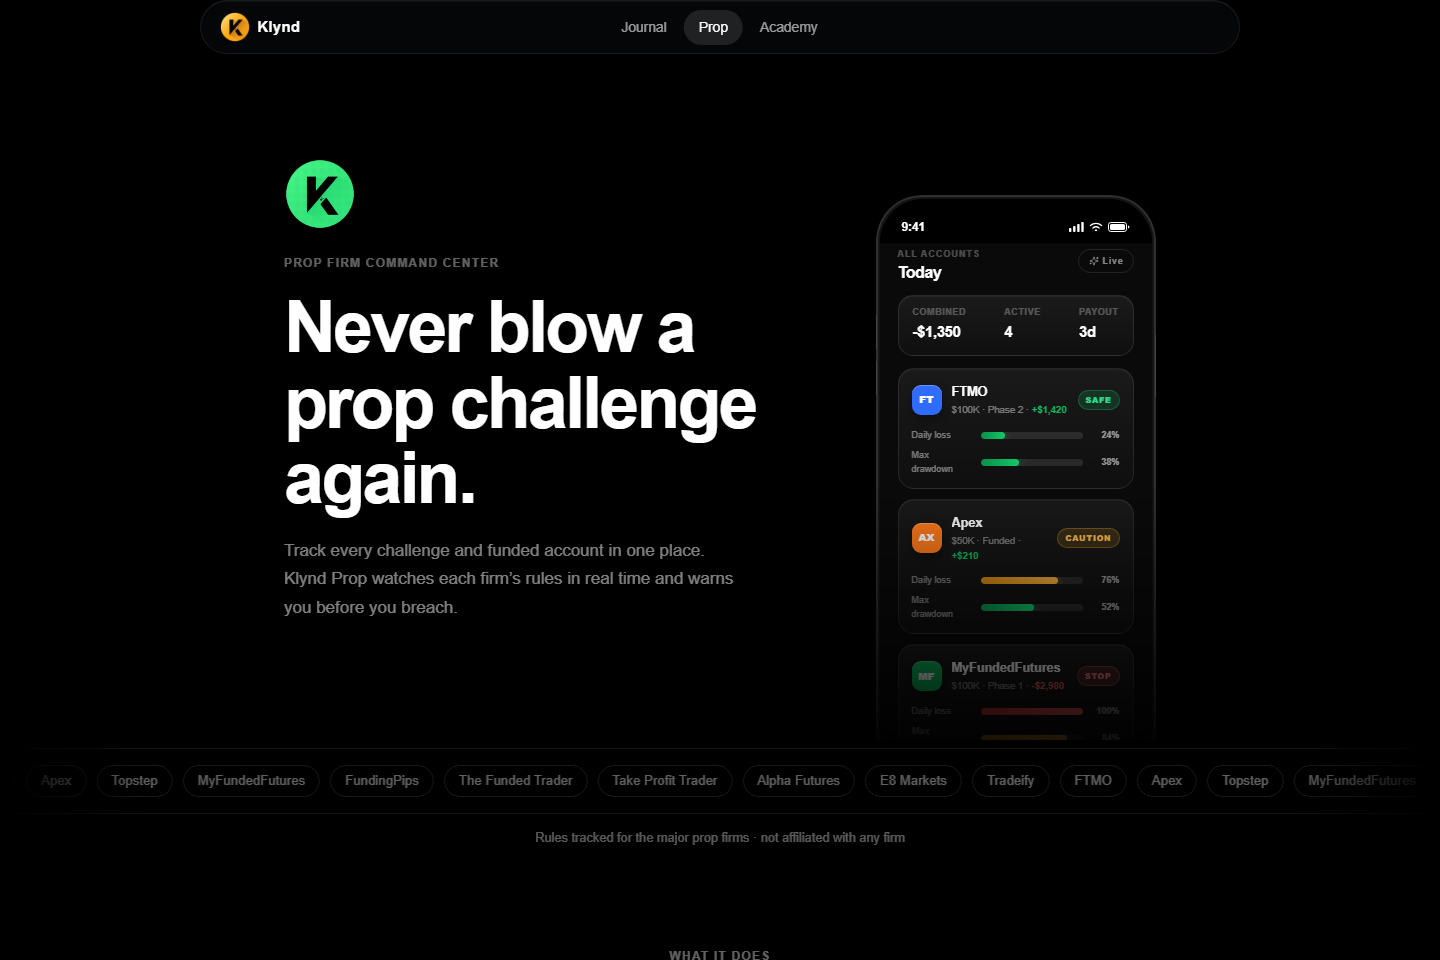 Klynd
Journal
Prop
Academy
PROP FIRM COMMAND CENTER
Never blow a
prop challenge
again.
Track every challenge and funded account in one place.
Klynd Prop watches each firm’s rules in real time and warns
you before you breach.
9:41
ALL ACCOUNTS
Today
Live
COMBINED
ACTIVE
PAYOUT
-$1,350
4
3d
FT
FTMO
$100K · Phase 2 · +$1,420
SAFE
Daily loss
24%
Max
drawdown
38%
AX
Apex
$50K · Funded ·
+$210
CAUTION
Daily loss
76%
Max
drawdown
52%
MF
MyFundedFutures
$100K · Phase 1 · -$2,980
STOP
Daily loss
100%
Max
84%
Apex
Topstep
MyFundedFutures
FundingPips
The Funded Trader
Take Profit Trader
Alpha Futures
E8 Markets
Tradeify
FTMO
Apex
Topstep
MyFundedFutures
Rules tracked for the major prop firms · not affiliated with any firm
WHAT IT DOES